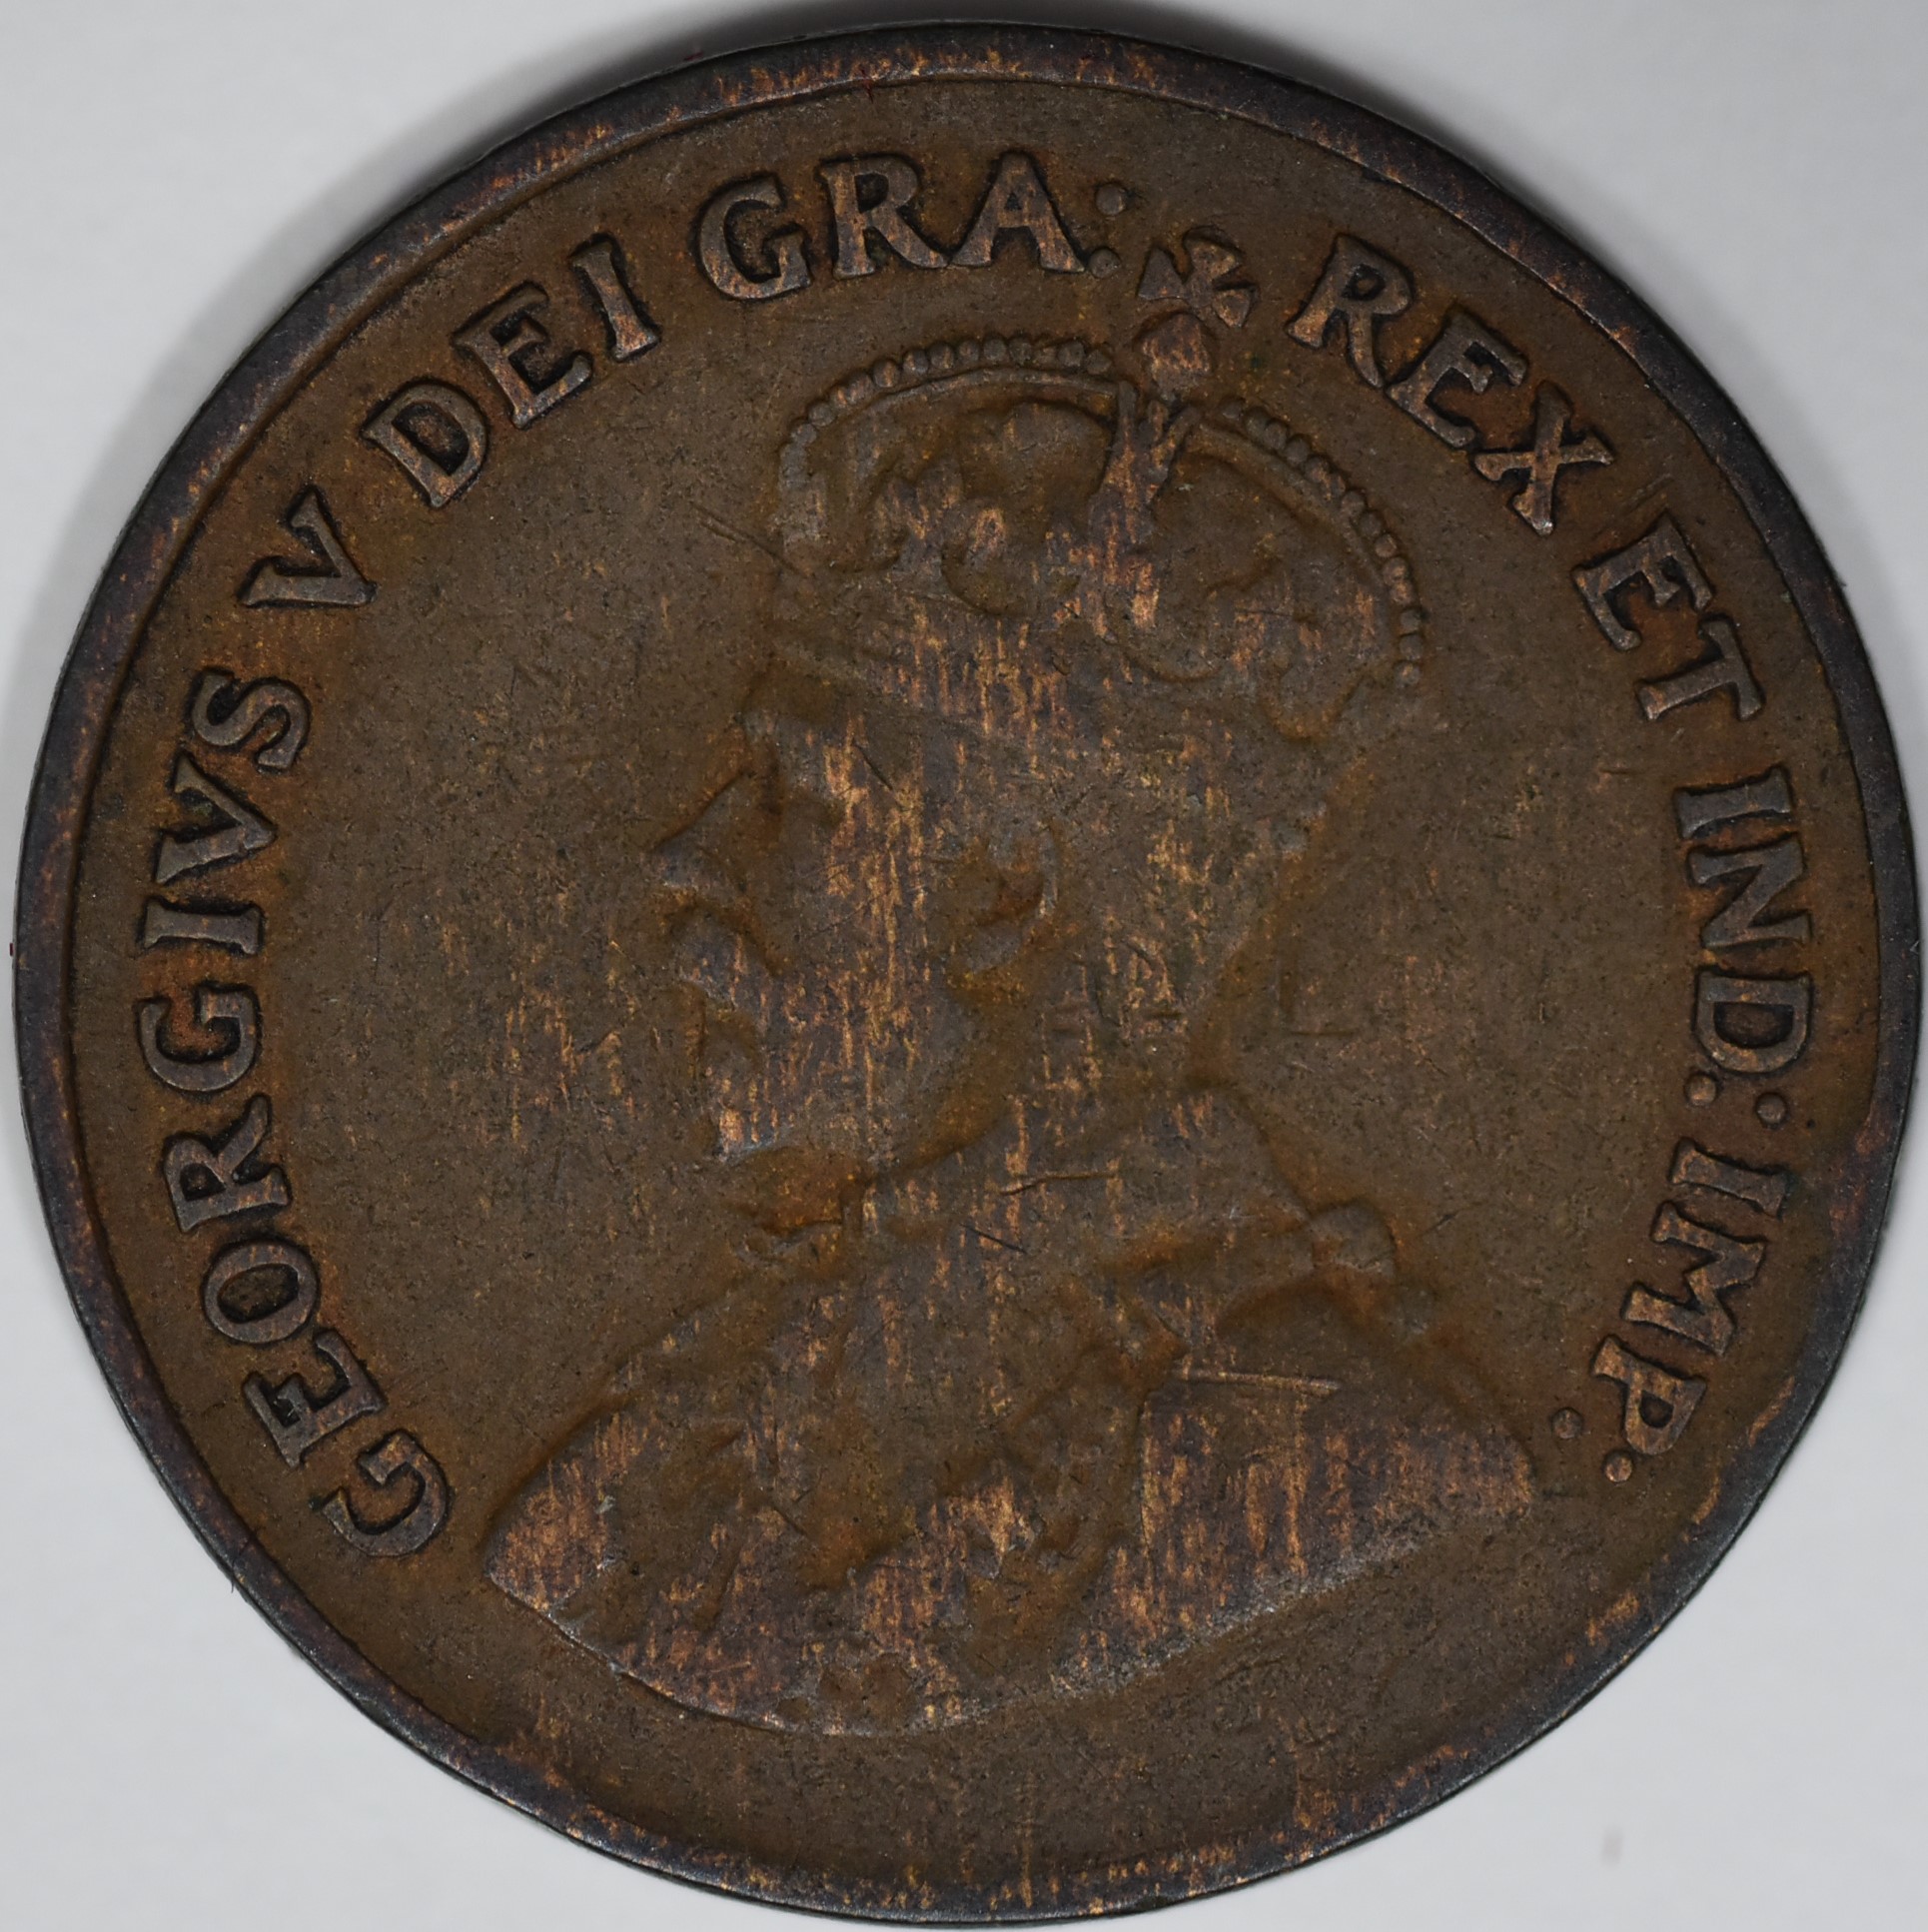 GEORGIVS V DEI GRA: REX ET IND: IMP: